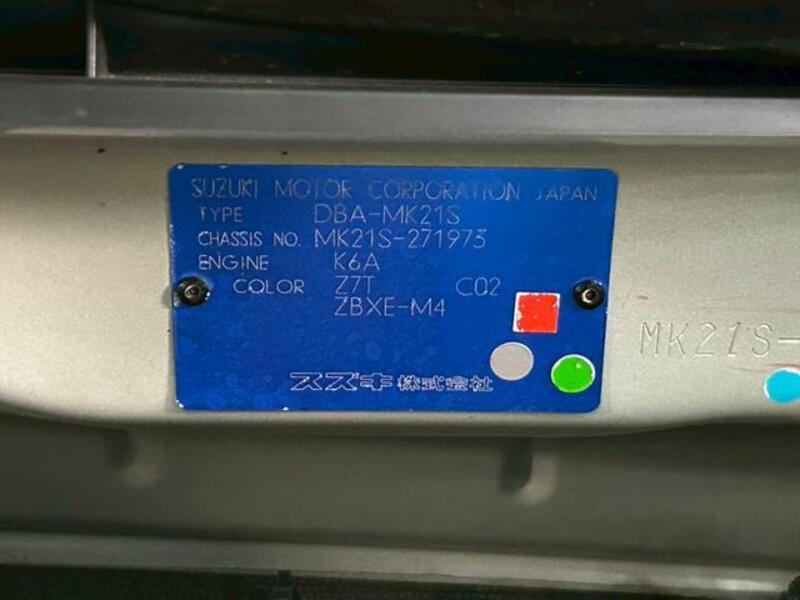 SUZUKI MOTOR CORPORATION JAPAN
TYPE DBA-MK21S
CHASSIS NO. MK21S-271973
ENGINE K6A
COLOR Z7T C02
ZBXE-M4
スズキ株式会社
MK21S-